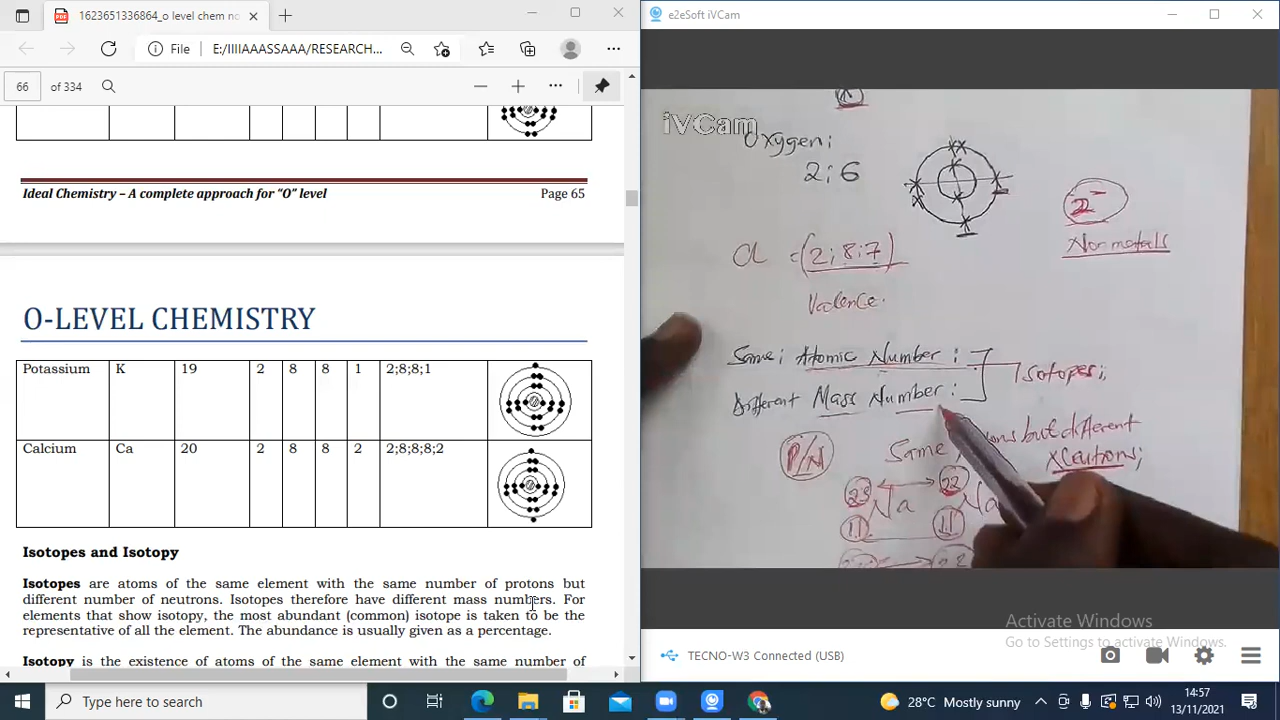 1623651336864_o level chem no
File
E:/IIIIAAASSAAA/RESEARCH...
66 of 334
Ideal Chemistry – A complete approach for "O" level
Page 65
O-LEVEL CHEMISTRY
Potassium K 19 2 8 8 1 2;8;8;1
Calcium Ca 20 2 8 8 2 2;8;8;8;2
Isotopes and Isotopy
Isotopes are atoms of the same element with the same number of protons but
different number of neutrons. Isotopes therefore have different mass numbers. For
elements that show isotopy, the most abundant (common) isotope is taken to be the
representative of all the element. The abundance is usually given as a percentage.
Isotopy is the existence of atoms of the same element with the same number of
e2eSoft iVCam
iVCam
Oxygen;
2;6
2-
Non metals
Cl =(2;8;7)
Valence.
Same; Atomic Number:
Different Mass Number:
Isotopes;
P/N
Same but different
neutrons;
23 Na 22 Na
11 11
Activate Windows
Go to Settings to activate Windows.
TECNO-W3 Connected (USB)
Type here to search
28°C Mostly sunny
14:57
13/11/2021